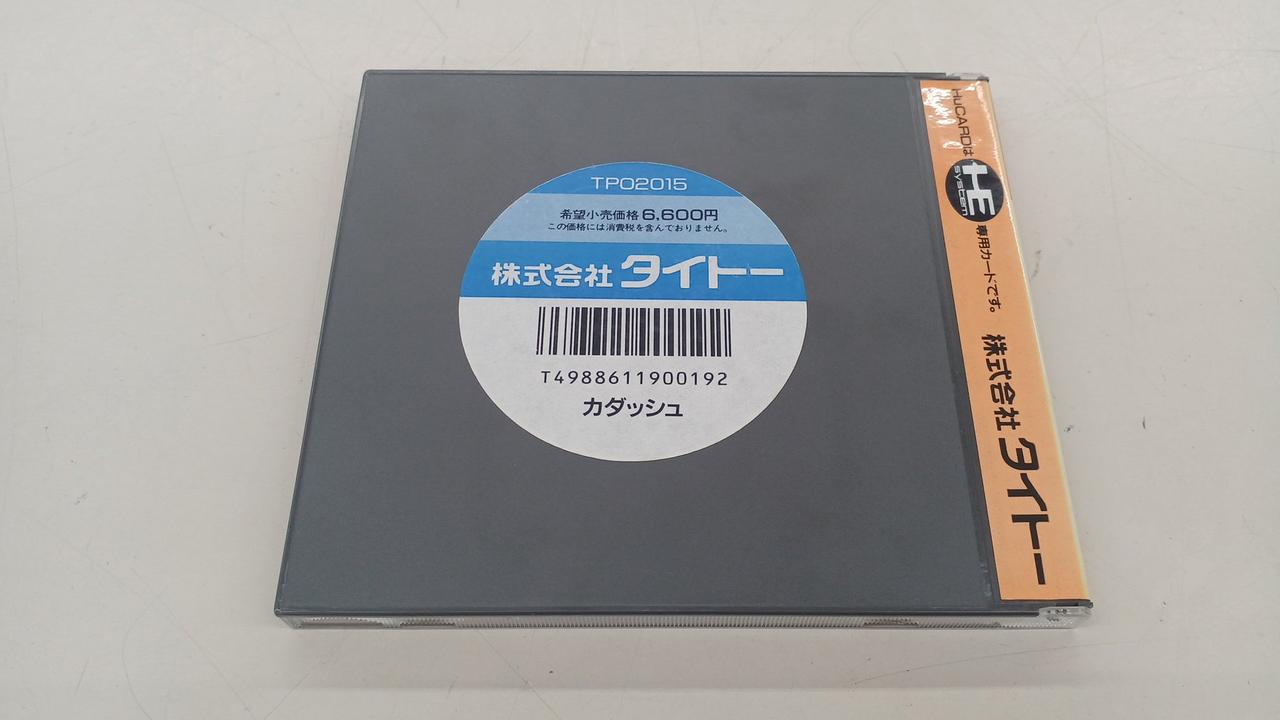 TP02015
希望小売価格6,600円
この価格には消費税を含んでおりません。
株式会社タイトー
T4988611900192
カダッシュ
HuCARDは HE system 専用カードです。 株式会社タイトー